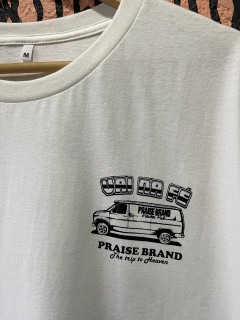 M
VAI NA FÉ
PRAISE BRAND
PRAISE BRAND
The trip to Heaven